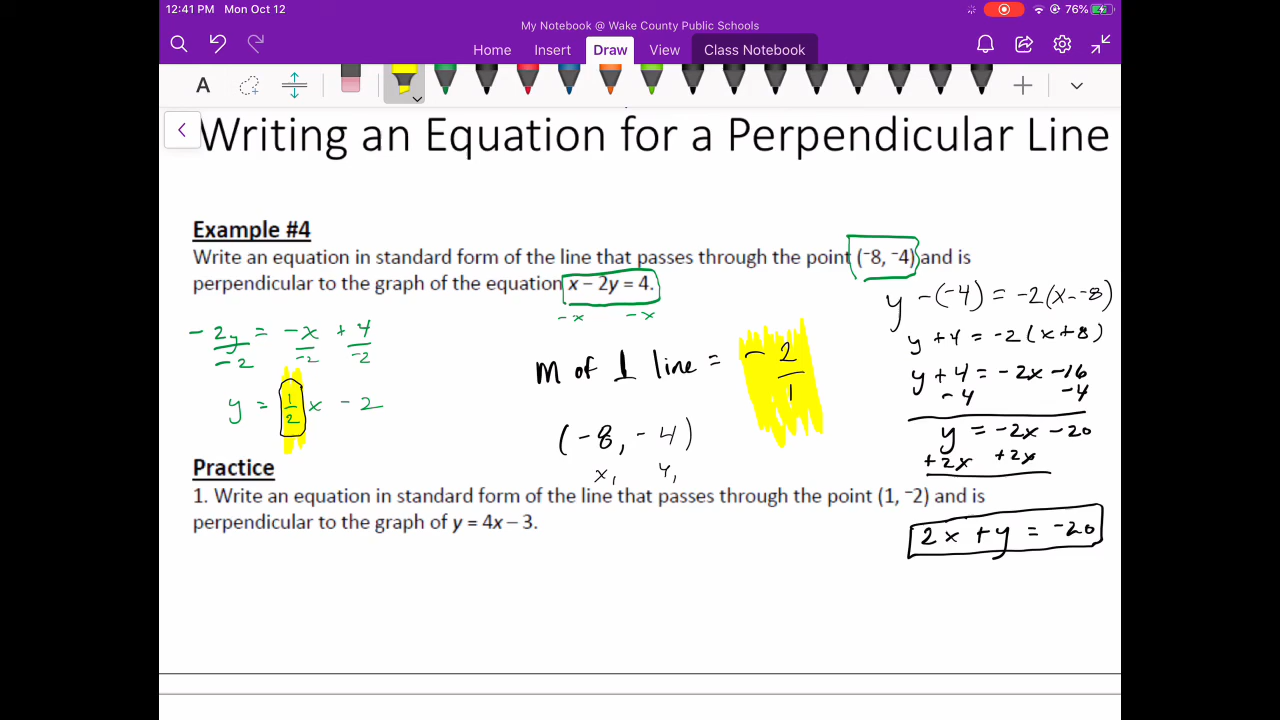 12:41 PM Mon Oct 12
76%
My Notebook @ Wake County Public Schools
Home Insert Draw View Class Notebook
A
Writing an Equation for a Perpendicular Line
Example #4
Write an equation in standard form of the line that passes through the point (⁻8, ⁻4) and is
perpendicular to the graph of the equation x – 2y = 4.
-x -x
y -(-4) = -2(x--8)
- 2y = -x + 4
-2 -2 -2
y + 4 = -2(x+8)
m of ⊥ line = - 2/1
y + 4 = -2x -16
-4 -4
y = 1/2 x - 2
(-8, -4)
x₁ y₁
y = -2x -20
+2x +2x
2x + y = -20
Practice
1. Write an equation in standard form of the line that passes through the point (1, ⁻2) and is
perpendicular to the graph of y = 4x – 3.